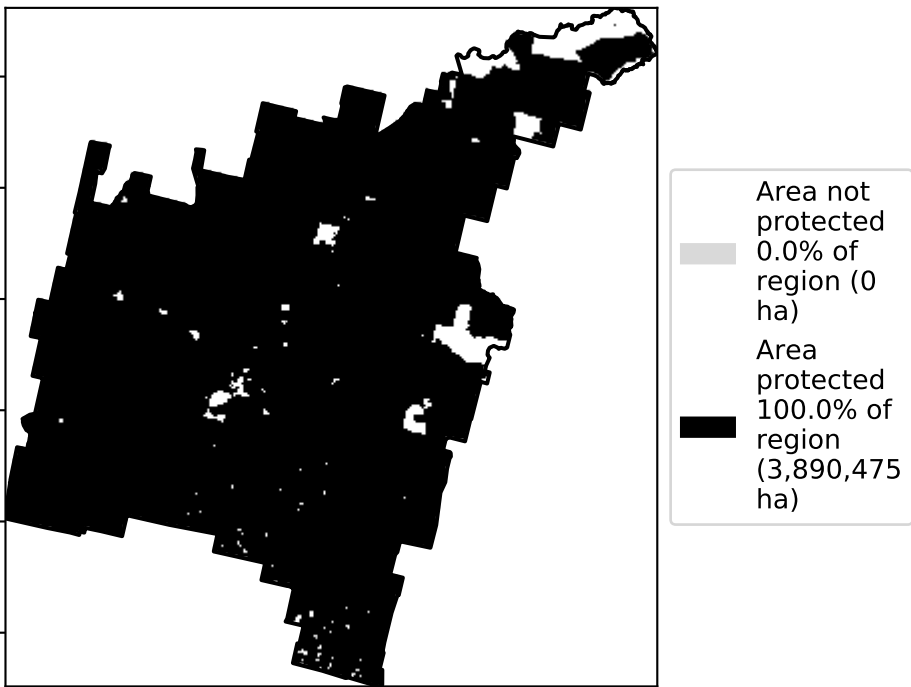 Area not
protected
0.0% of
region (0
ha)
Area
protected
100.0% of
region
(3,890,475
ha)